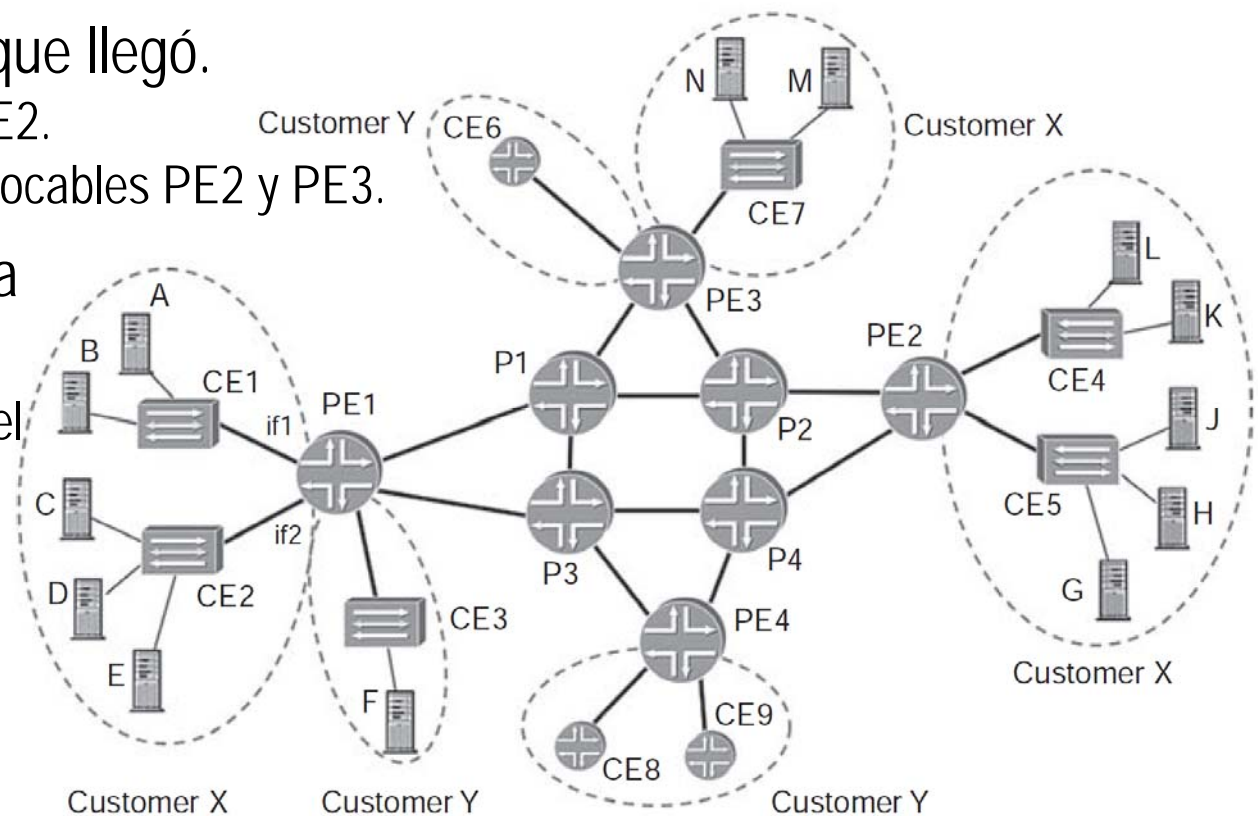 que llegó.
E2.
ocables PE2 y PE3.
a
el
Customer Y
CE6
N
M
Customer X
CE7
PE3
A
B
CE1
if1
PE1
C
if2
D
CE2
E
CE3
F
P1
P2
P3
P4
PE2
L
K
CE4
J
CE5
H
G
Customer X
PE4
CE9
CE8
Customer X
Customer Y
Customer Y